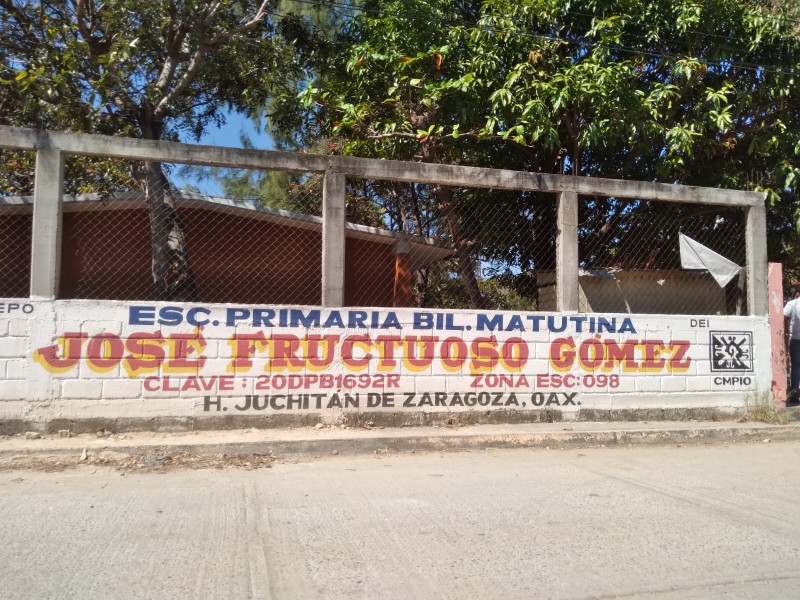 EPO
ESC. PRIMARIA BIL. MATUTINA
JOSÉ FRUCTUOSO GÓMEZ
CLAVE : 20DPB1692R ZONA ESC: 098
H. JUCHITÁN DE ZARAGOZA, OAX.
DEI
CMPIO